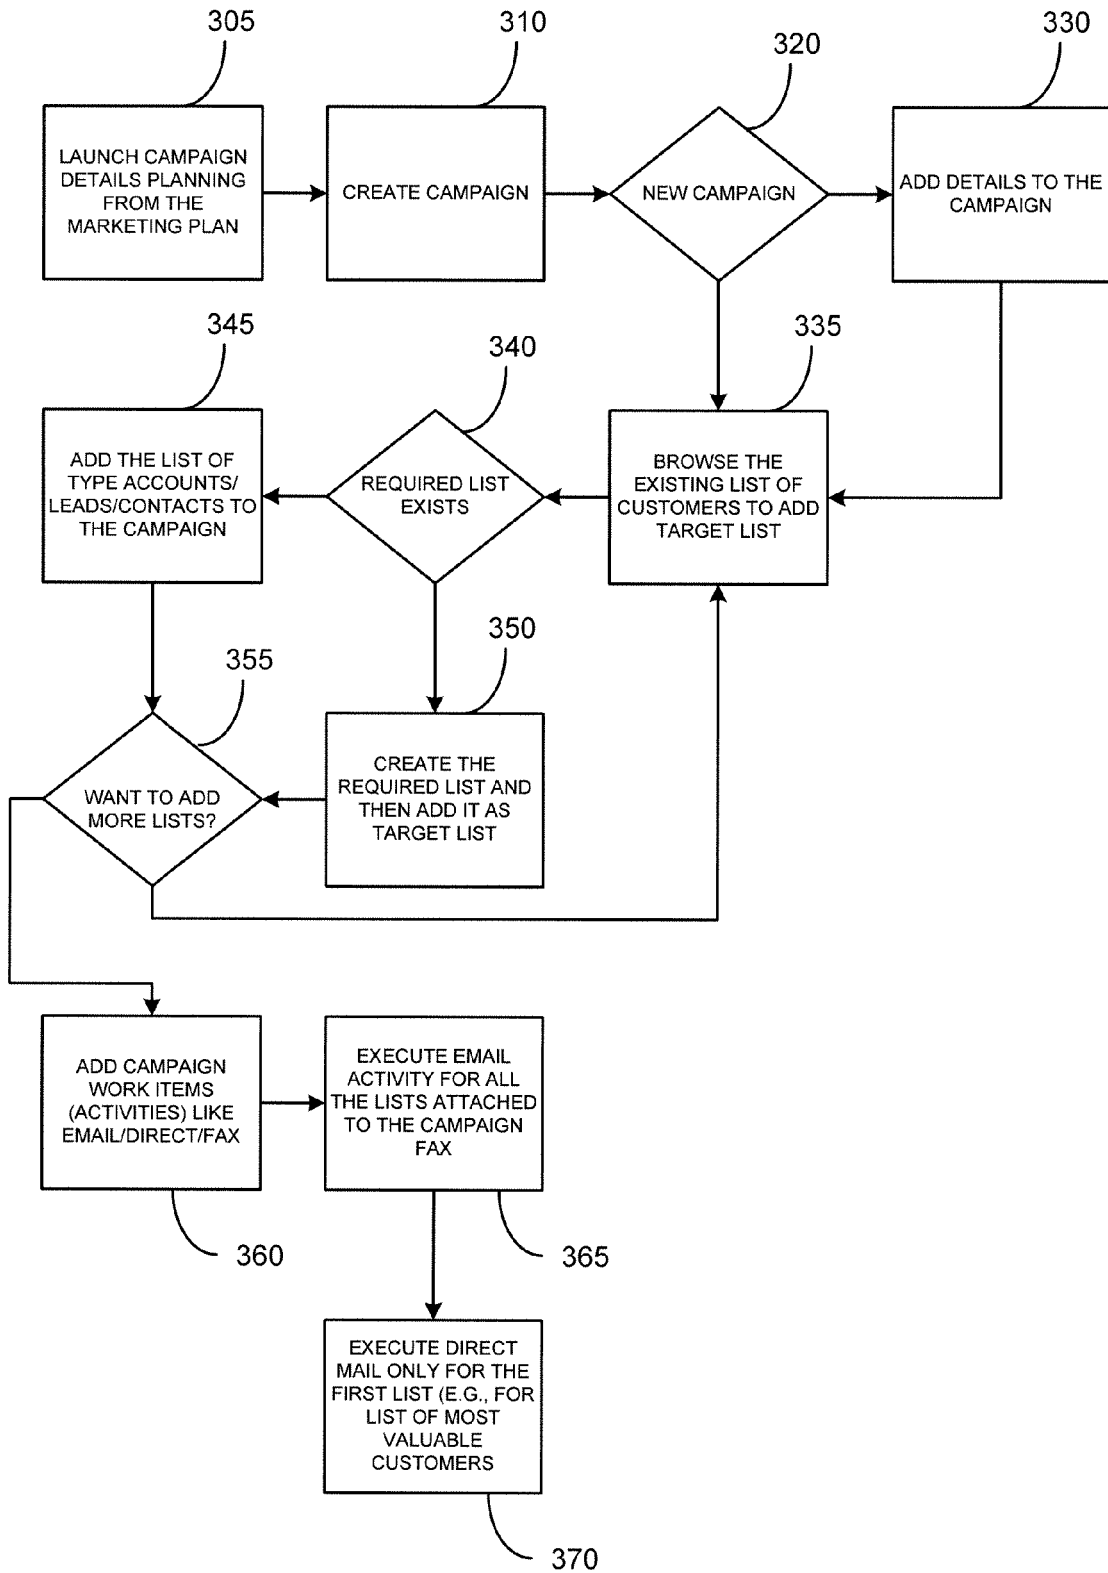 305
310
320
330
LAUNCH CAMPAIGN
DETAILS PLANNING
FROM THE
MARKETING PLAN
CREATE CAMPAIGN
NEW CAMPAIGN
ADD DETAILS TO THE
CAMPAIGN
345
340
335
ADD THE LIST OF
TYPE ACCOUNTS/
LEADS/CONTACTS TO
THE CAMPAIGN
REQUIRED LIST
EXISTS
BROWSE THE
EXISTING LIST OF
CUSTOMERS TO ADD
TARGET LIST
355
350
WANT TO ADD
MORE LISTS?
CREATE THE
REQUIRED LIST AND
THEN ADD IT AS
TARGET LIST
ADD CAMPAIGN
WORK ITEMS
(ACTIVITIES) LIKE
EMAIL/DIRECT/FAX
EXECUTE EMAIL
ACTIVITY FOR ALL
THE LISTS ATTACHED
TO THE CAMPAIGN
FAX
360
365
EXECUTE DIRECT
MAIL ONLY FOR THE
FIRST LIST (E.G., FOR
LIST OF MOST
VALUABLE
CUSTOMERS
370